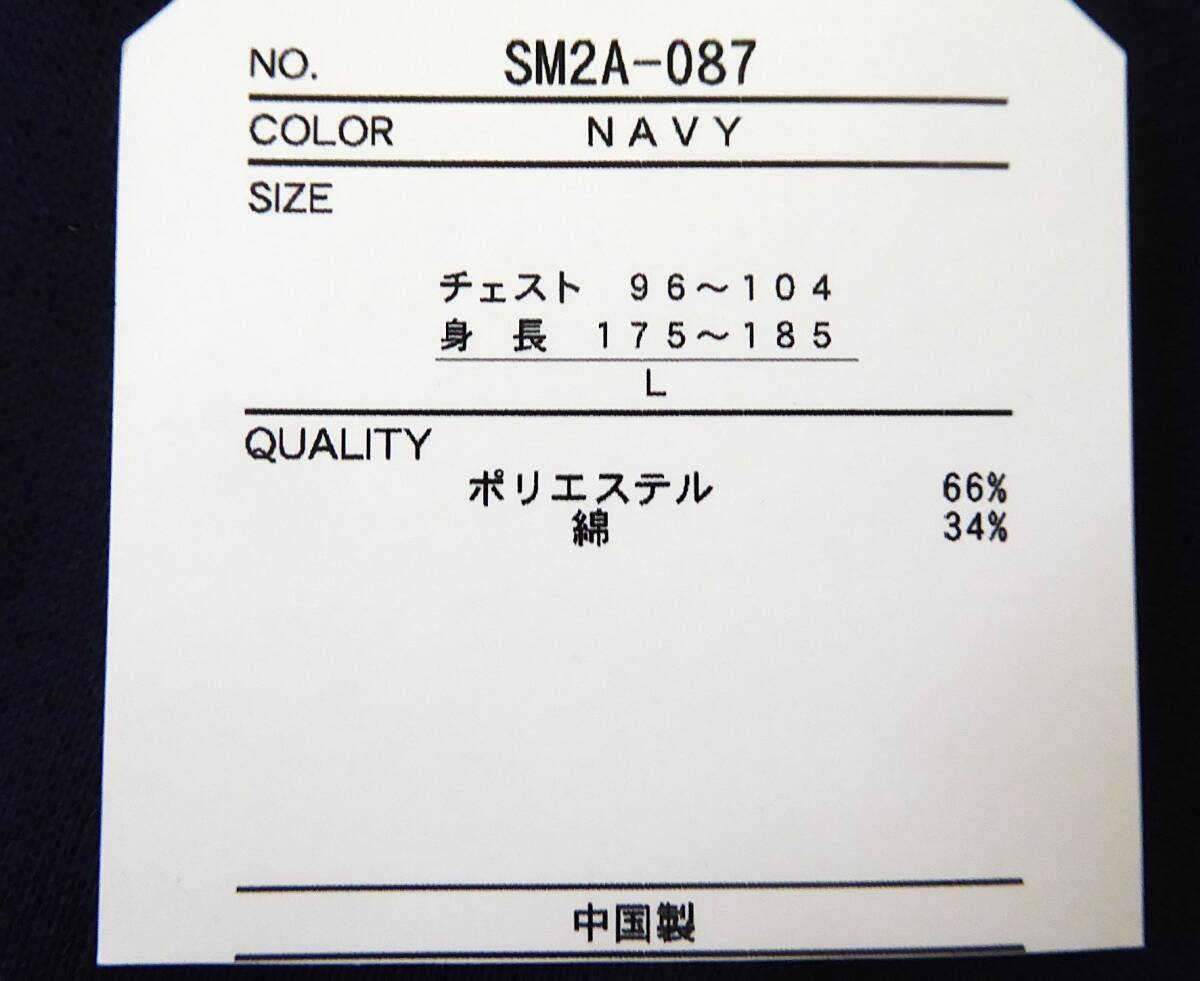 NO. SM2A-087
COLOR NAVY
SIZE
チェスト 96～104
身長 175～185
L
QUALITY
ポリエステル 66%
綿 34%
中国製